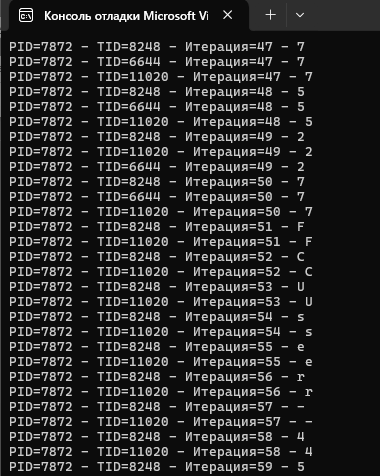 Консоль отладки Microsoft Vi
PID=7872 - TID=8248 - Итерация=47 - 7
PID=7872 - TID=6644 - Итерация=47 - 7
PID=7872 - TID=11020 - Итерация=47 - 7
PID=7872 - TID=8248 - Итерация=48 - 5
PID=7872 - TID=6644 - Итерация=48 - 5
PID=7872 - TID=11020 - Итерация=48 - 5
PID=7872 - TID=8248 - Итерация=49 - 2
PID=7872 - TID=11020 - Итерация=49 - 2
PID=7872 - TID=6644 - Итерация=49 - 2
PID=7872 - TID=8248 - Итерация=50 - 7
PID=7872 - TID=6644 - Итерация=50 - 7
PID=7872 - TID=11020 - Итерация=50 - 7
PID=7872 - TID=8248 - Итерация=51 - F
PID=7872 - TID=11020 - Итерация=51 - F
PID=7872 - TID=8248 - Итерация=52 - C
PID=7872 - TID=11020 - Итерация=52 - C
PID=7872 - TID=8248 - Итерация=53 - U
PID=7872 - TID=11020 - Итерация=53 - U
PID=7872 - TID=8248 - Итерация=54 - s
PID=7872 - TID=11020 - Итерация=54 - s
PID=7872 - TID=8248 - Итерация=55 - e
PID=7872 - TID=11020 - Итерация=55 - e
PID=7872 - TID=8248 - Итерация=56 - r
PID=7872 - TID=11020 - Итерация=56 - r
PID=7872 - TID=8248 - Итерация=57 - -
PID=7872 - TID=11020 - Итерация=57 - -
PID=7872 - TID=8248 - Итерация=58 - 4
PID=7872 - TID=11020 - Итерация=58 - 4
PID=7872 - TID=8248 - Итерация=59 - 5